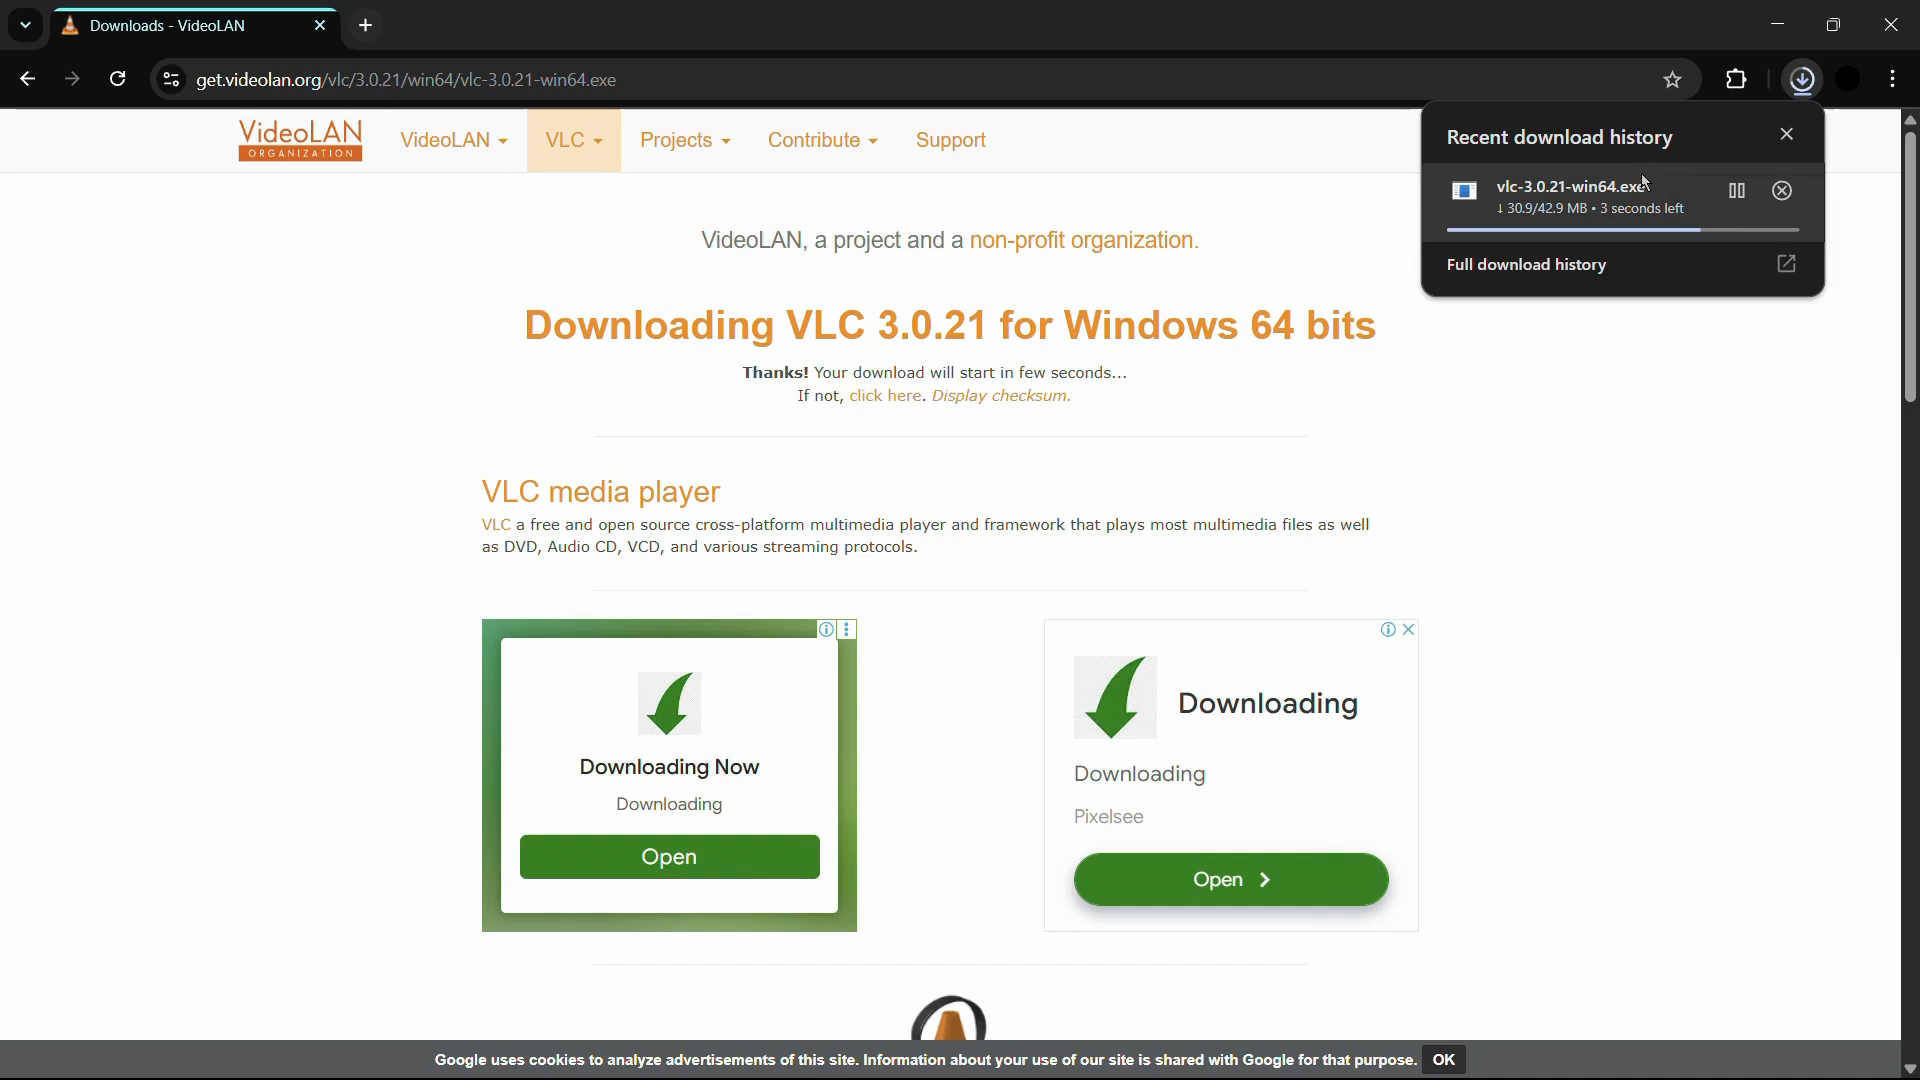 Downloads - VideoLAN
get.videolan.org/vlc/3.0.21/win64/vlc-3.0.21-win64.exe
VideoLAN
ORGANIZATION
VideoLAN
VLC
Projects
Contribute
Support
Recent download history
vlc-3.0.21-win64.exe
↓ 30.9/42.9 MB • 3 seconds left
Full download history
VideoLAN, a project and a non-profit organization.
Downloading VLC 3.0.21 for Windows 64 bits
Thanks! Your download will start in few seconds...
If not, click here. Display checksum.
VLC media player
VLC a free and open source cross-platform multimedia player and framework that plays most multimedia files as well
as DVD, Audio CD, VCD, and various streaming protocols.
Downloading Now
Downloading
Open
Downloading
Downloading
Pixelsee
Open
Google uses cookies to analyze advertisements of this site. Information about your use of our site is shared with Google for that purpose.
OK